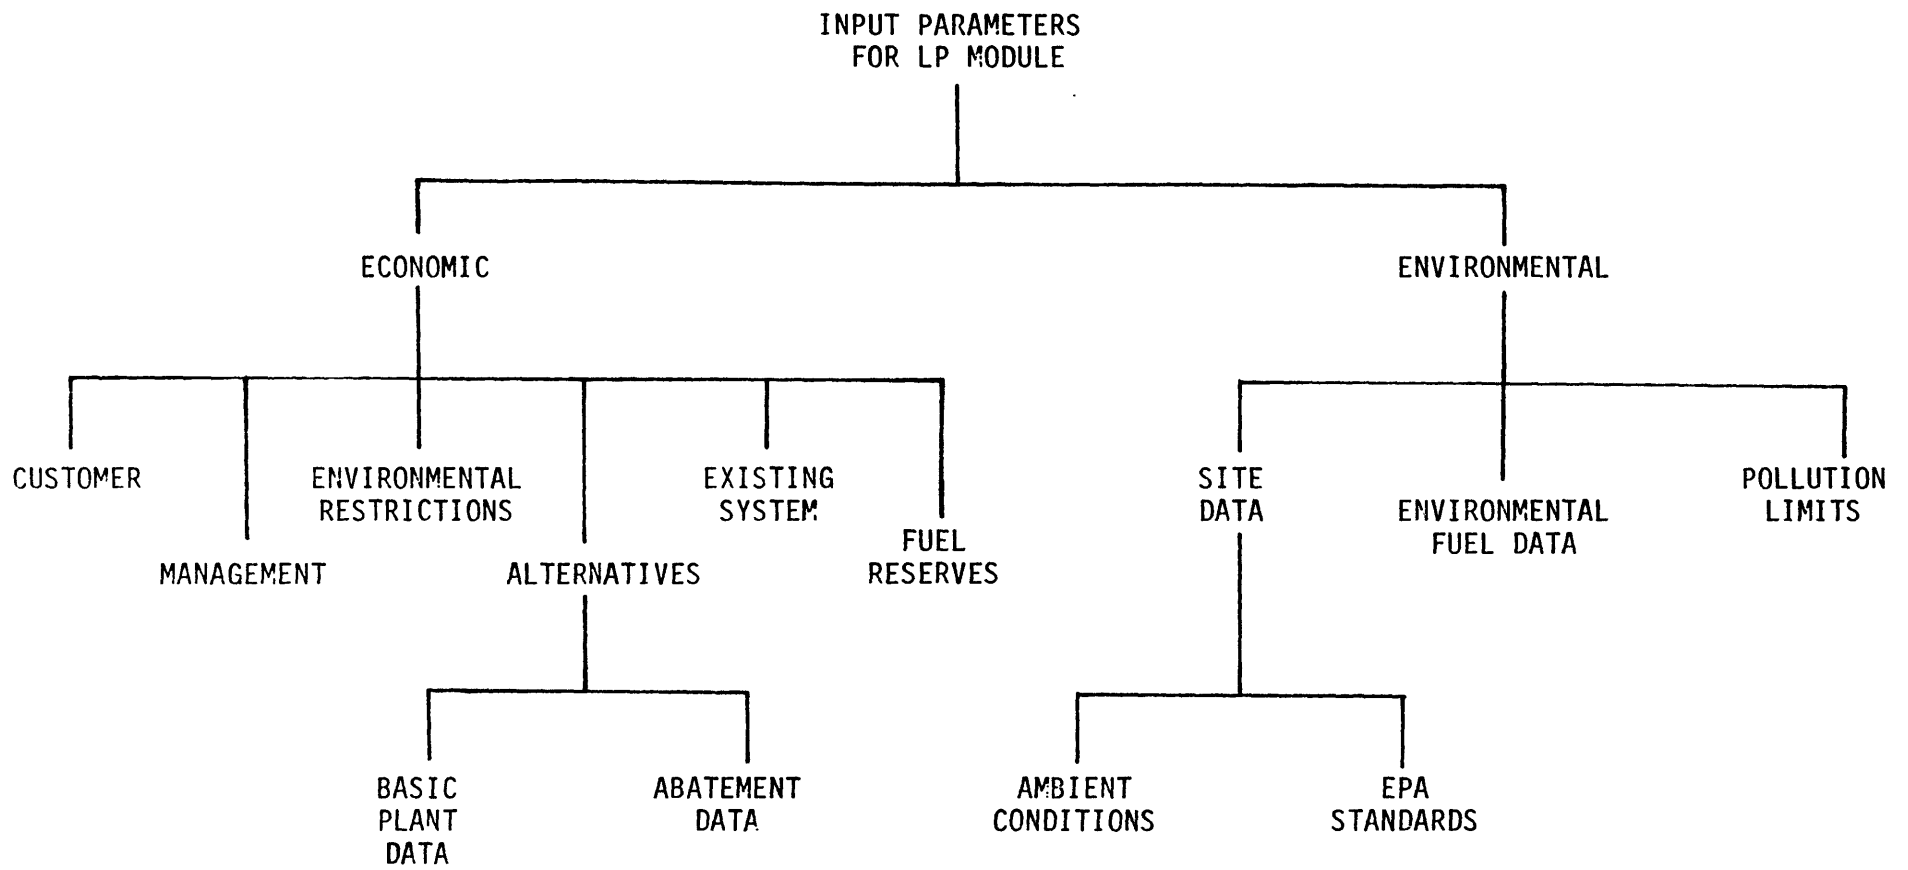 INPUT PARAMETERS
FOR LP MODULE
ECONOMIC
ENVIRONMENTAL
CUSTOMER
MANAGEMENT
ENVIRONMENTAL
RESTRICTIONS
ALTERNATIVES
EXISTING
SYSTEM
FUEL
RESERVES
SITE
DATA
ENVIRONMENTAL
FUEL DATA
POLLUTION
LIMITS
BASIC
PLANT
DATA
ABATEMENT
DATA
AMBIENT
CONDITIONS
EPA
STANDARDS